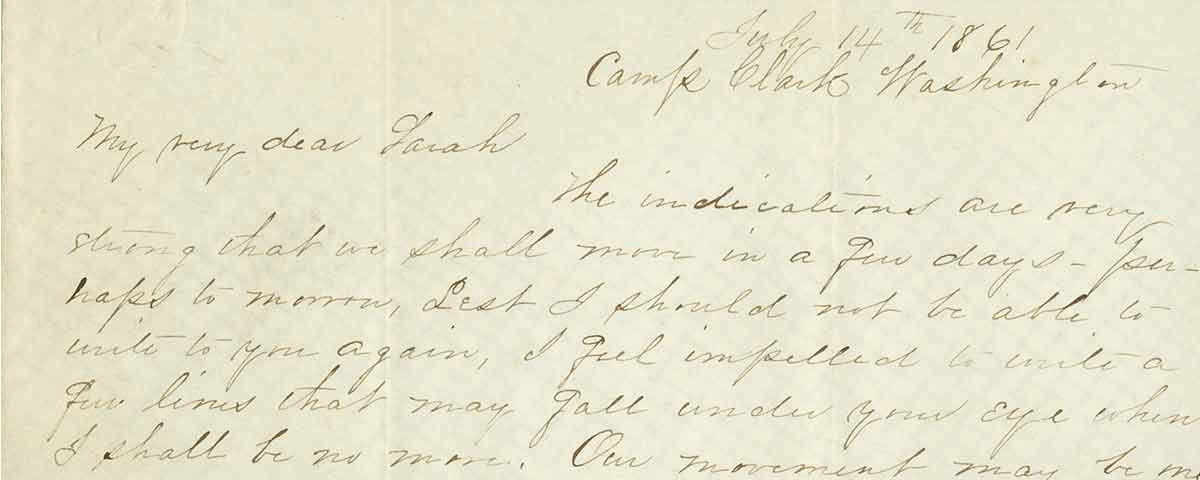 July 14th 1861
Camp Clark Washington
My very dear Sarah
The indications are very
strong that we shall move in a few days - per-
haps to morrow, Lest I should not be able to
write to you again, I feel impelled to write a
few lines that may fall under your eye when
I shall be no more. Our movement may be